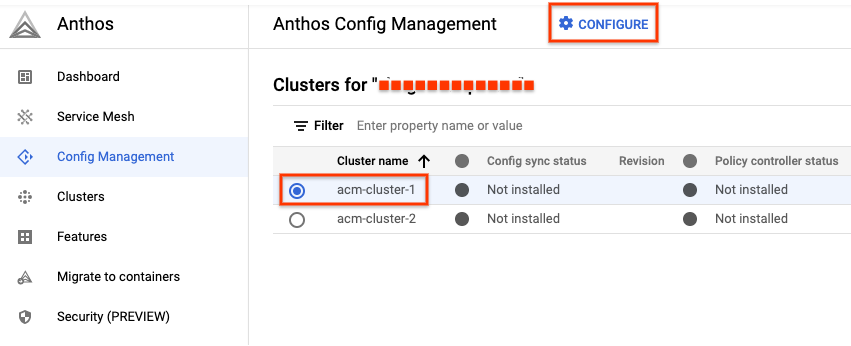 Anthos
Anthos Config Management
CONFIGURE
Dashboard
Service Mesh
Config Management
Clusters
Features
Migrate to containers
Security (PREVIEW)
Clusters for "
Filter Enter property name or value
Cluster name Config sync status Revision Policy controller status
acm-cluster-1 Not installed Not installed
acm-cluster-2 Not installed Not installed